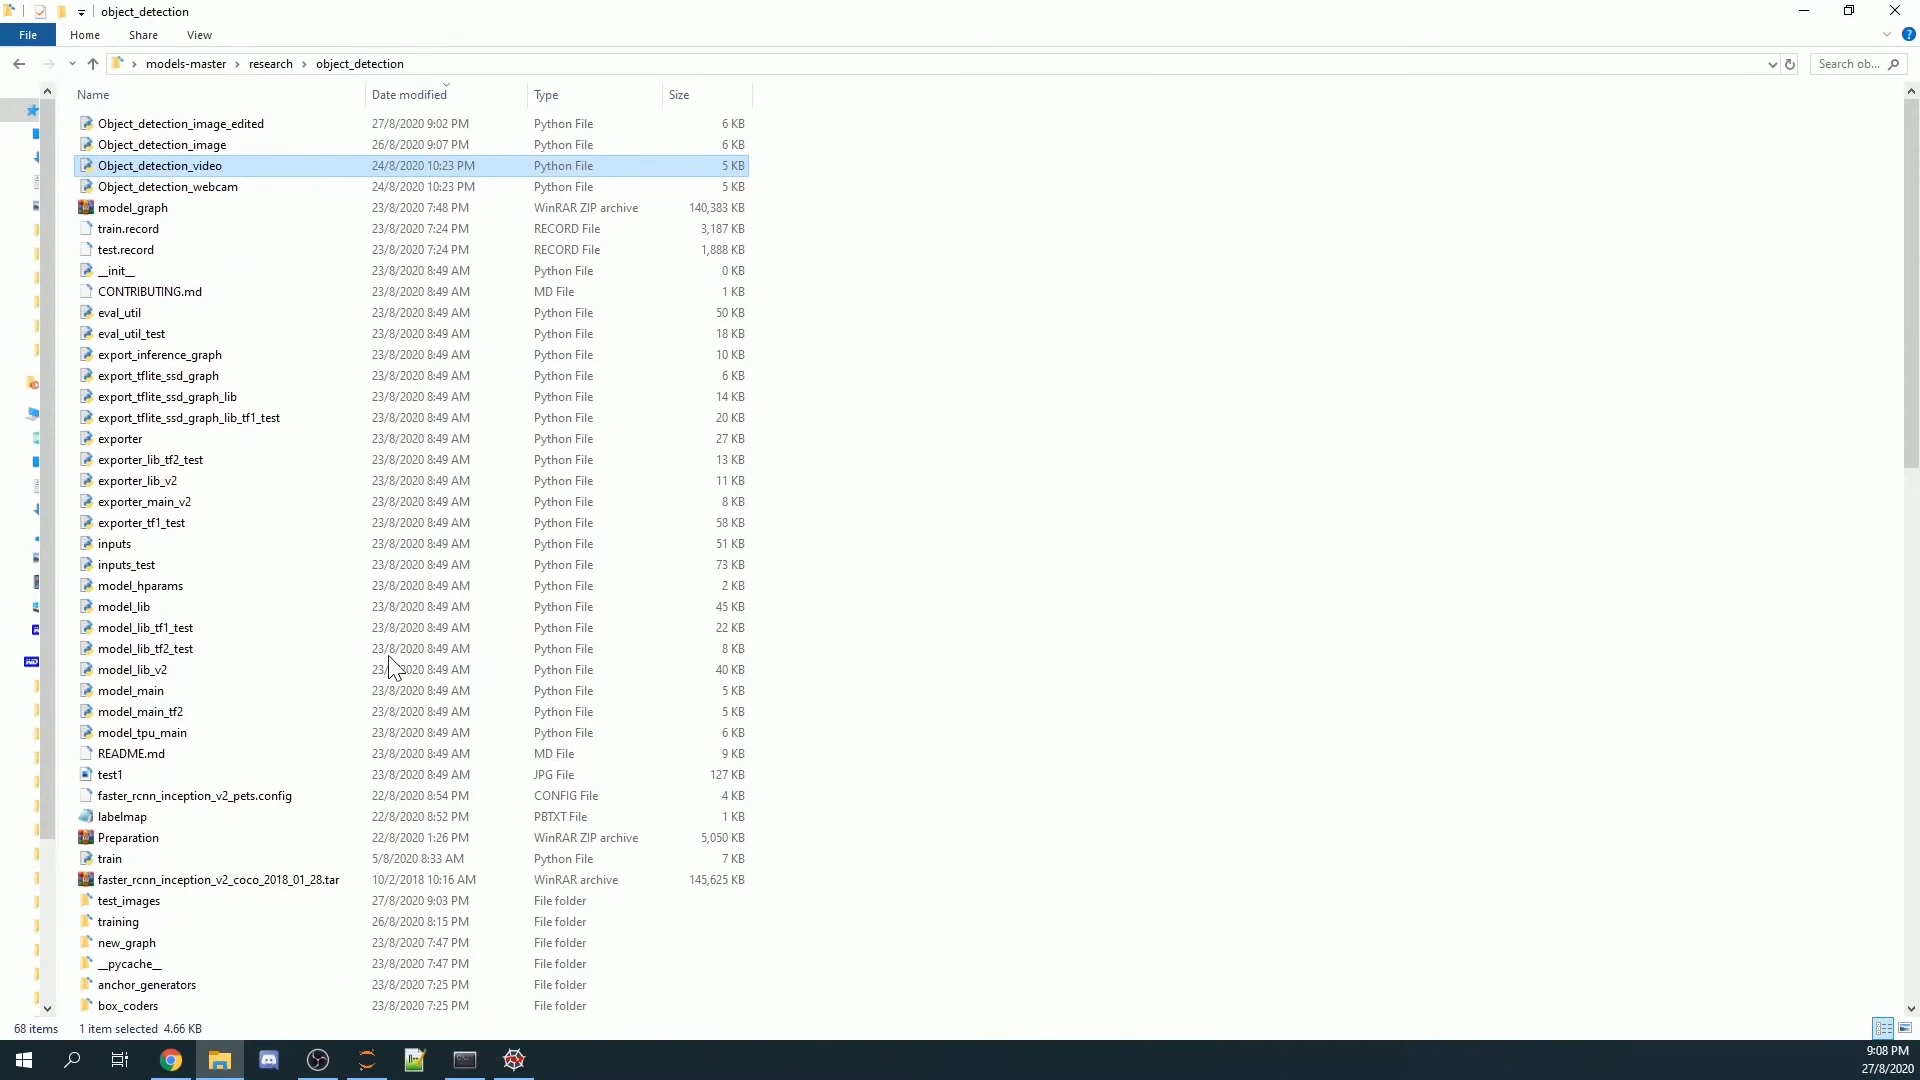 object_detection
File Home Share View
models-master research object_detection Search ob...
Name Date modified Type Size
Object_detection_image_edited 27/8/2020 9:02 PM Python File 6 KB
Object_detection_image 26/8/2020 9:07 PM Python File 6 KB
Object_detection_video 24/8/2020 10:23 PM Python File 5 KB
Object_detection_webcam 24/8/2020 10:23 PM Python File 5 KB
model_graph 23/8/2020 7:48 PM WinRAR ZIP archive 140,383 KB
train.record 23/8/2020 7:24 PM RECORD File 3,187 KB
test.record 23/8/2020 7:24 PM RECORD File 1,888 KB
__init__ 23/8/2020 8:49 AM Python File 0 KB
CONTRIBUTING.md 23/8/2020 8:49 AM MD File 1 KB
eval_util 23/8/2020 8:49 AM Python File 50 KB
eval_util_test 23/8/2020 8:49 AM Python File 18 KB
export_inference_graph 23/8/2020 8:49 AM Python File 10 KB
export_tflite_ssd_graph 23/8/2020 8:49 AM Python File 6 KB
export_tflite_ssd_graph_lib 23/8/2020 8:49 AM Python File 14 KB
export_tflite_ssd_graph_lib_tf1_test 23/8/2020 8:49 AM Python File 20 KB
exporter 23/8/2020 8:49 AM Python File 27 KB
exporter_lib_tf2_test 23/8/2020 8:49 AM Python File 13 KB
exporter_lib_v2 23/8/2020 8:49 AM Python File 11 KB
exporter_main_v2 23/8/2020 8:49 AM Python File 8 KB
exporter_tf1_test 23/8/2020 8:49 AM Python File 58 KB
inputs 23/8/2020 8:49 AM Python File 51 KB
inputs_test 23/8/2020 8:49 AM Python File 73 KB
model_hparams 23/8/2020 8:49 AM Python File 2 KB
model_lib 23/8/2020 8:49 AM Python File 45 KB
model_lib_tf1_test 23/8/2020 8:49 AM Python File 22 KB
model_lib_tf2_test 23/8/2020 8:49 AM Python File 8 KB
model_lib_v2 23/8/2020 8:49 AM Python File 40 KB
model_main 23/8/2020 8:49 AM Python File 5 KB
model_main_tf2 23/8/2020 8:49 AM Python File 5 KB
model_tpu_main 23/8/2020 8:49 AM Python File 6 KB
README.md 23/8/2020 8:49 AM MD File 9 KB
test1 23/8/2020 8:49 AM JPG File 127 KB
faster_rcnn_inception_v2_pets.config 22/8/2020 8:54 PM CONFIG File 4 KB
labelmap 22/8/2020 8:52 PM PBTXT File 1 KB
Preparation 22/8/2020 1:26 PM WinRAR ZIP archive 5,050 KB
train 5/8/2020 8:33 AM Python File 7 KB
faster_rcnn_inception_v2_coco_2018_01_28.tar 10/2/2018 10:16 AM WinRAR archive 145,625 KB
test_images 27/8/2020 9:03 PM File folder
training 26/8/2020 8:15 PM File folder
new_graph 23/8/2020 7:47 PM File folder
__pycache__ 23/8/2020 7:47 PM File folder
anchor_generators 23/8/2020 7:25 PM File folder
box_coders 23/8/2020 7:25 PM File folder
68 items 1 item selected 4.66 KB
9:08 PM
27/8/2020